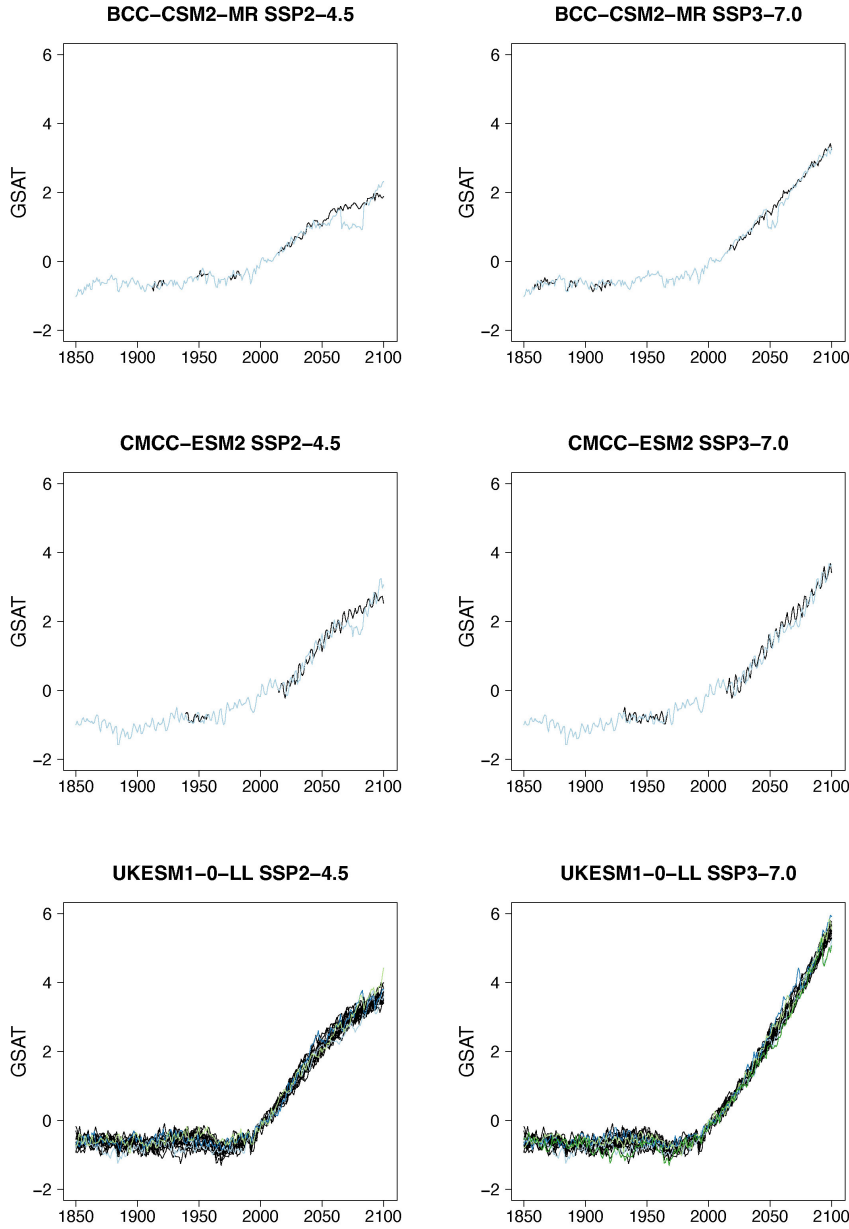 BCC−CSM2−MR SSP2−4.5
GSAT
6
4
2
0
−2
1850 1900 1950 2000 2050 2100
BCC−CSM2−MR SSP3−7.0
GSAT
6
4
2
0
−2
1850 1900 1950 2000 2050 2100
CMCC−ESM2 SSP2−4.5
GSAT
6
4
2
0
−2
1850 1900 1950 2000 2050 2100
CMCC−ESM2 SSP3−7.0
GSAT
6
4
2
0
−2
1850 1900 1950 2000 2050 2100
UKESM1−0−LL SSP2−4.5
GSAT
6
4
2
0
−2
1850 1900 1950 2000 2050 2100
UKESM1−0−LL SSP3−7.0
GSAT
6
4
2
0
−2
1850 1900 1950 2000 2050 2100